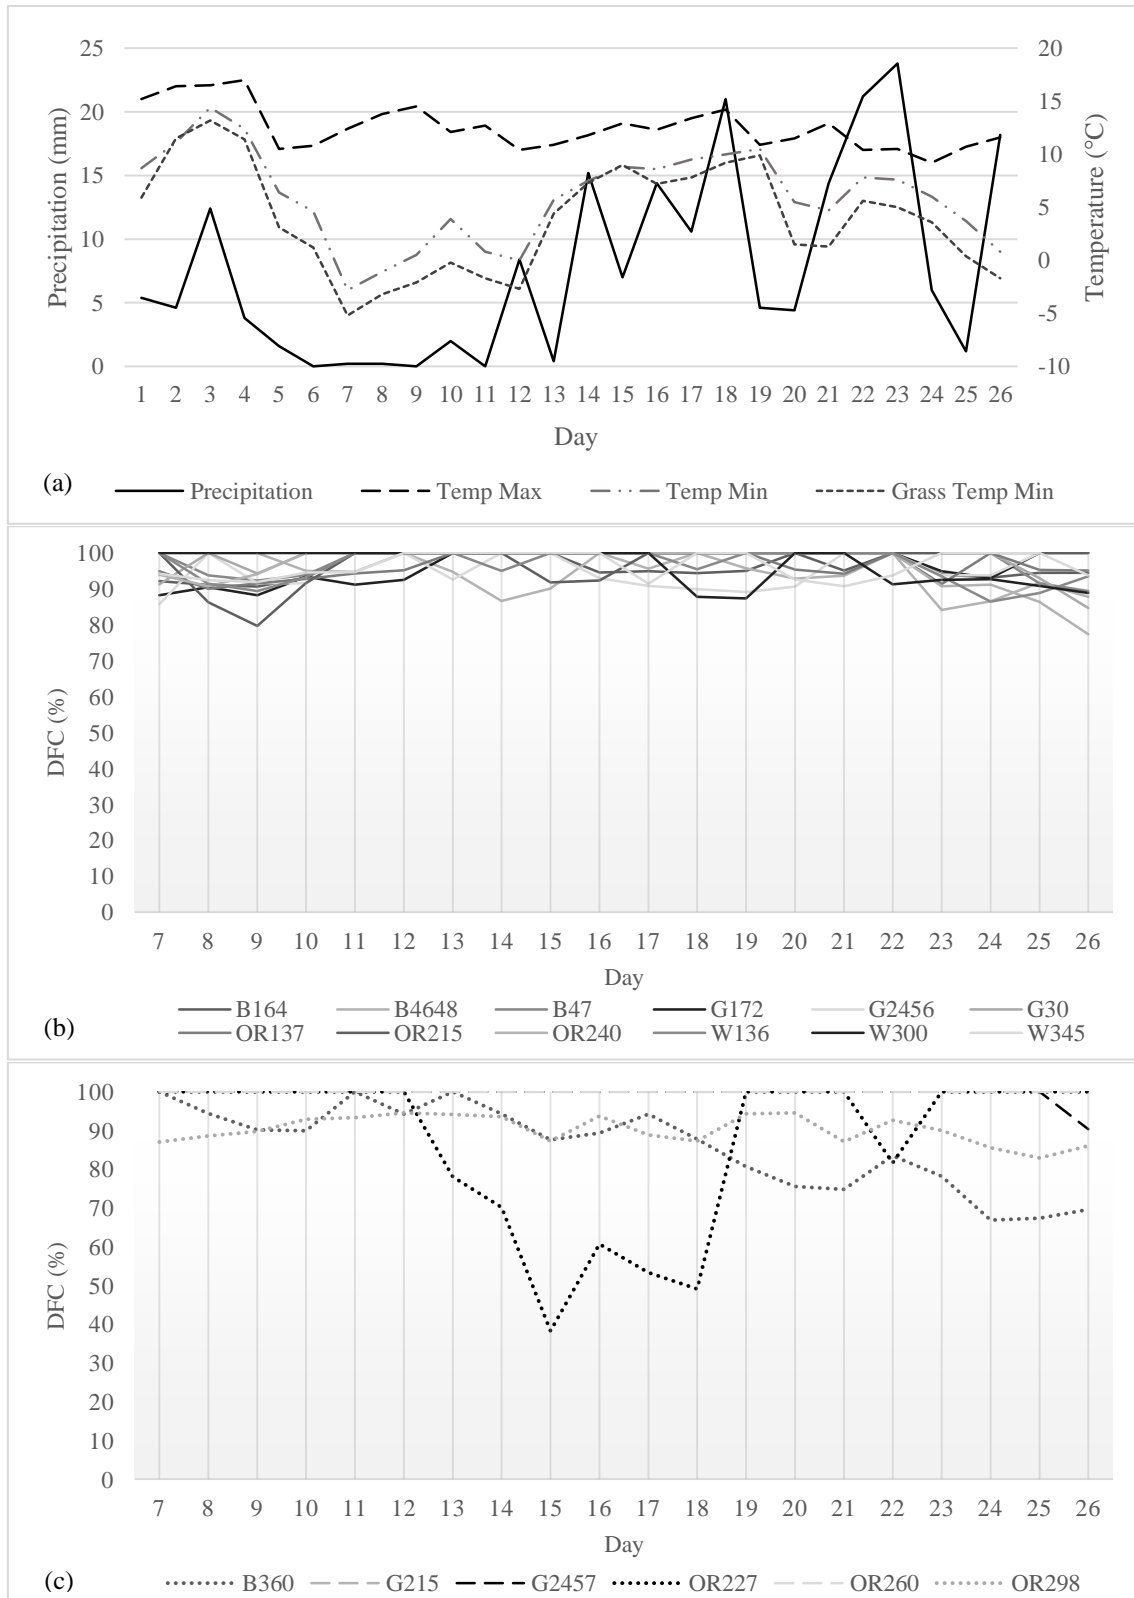 25 20
20 15
15 10
10 5
5 0
0 -5
-10
Precipitation (mm)
Temperature (°C)
1 2 3 4 5 6 7 8 9 10 11 12 13 14 15 16 17 18 19 20 21 22 23 24 25 26
Day
(a) Precipitation Temp Max Temp Min Grass Temp Min
100
90
80
70
60
50
40
30
20
10
0
DFC (%)
7 8 9 10 11 12 13 14 15 16 17 18 19 20 21 22 23 24 25 26
Day
B164 B4648 B47 G172 G2456 G30
(b) OR137 OR215 OR240 W136 W300 W345
100
90
80
70
60
50
40
30
20
10
0
DFC (%)
7 8 9 10 11 12 13 14 15 16 17 18 19 20 21 22 23 24 25 26
Day
(c) B360 G215 G2457 OR227 OR260 OR298